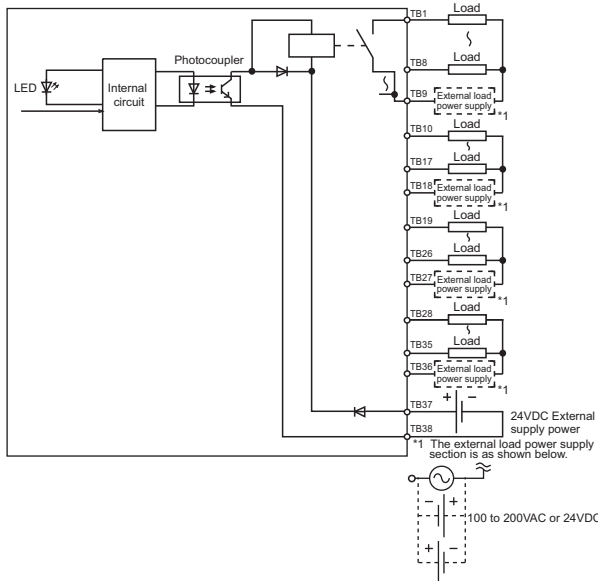 TB1
Load
TB8
Load
TB9
External load
power supply
*1
Photocoupler
LED
Internal
circuit
TB10
Load
TB17
Load
TB18
External load
power supply
*1
TB19
Load
TB26
Load
TB27
External load
power supply
*1
TB28
Load
TB35
Load
TB36
External load
power supply
*1
TB37
+ −
24VDC External
supply power
TB38
*1 The external load power supply
section is as shown below.
− +
100 to 200VAC or 24VDC
+ −